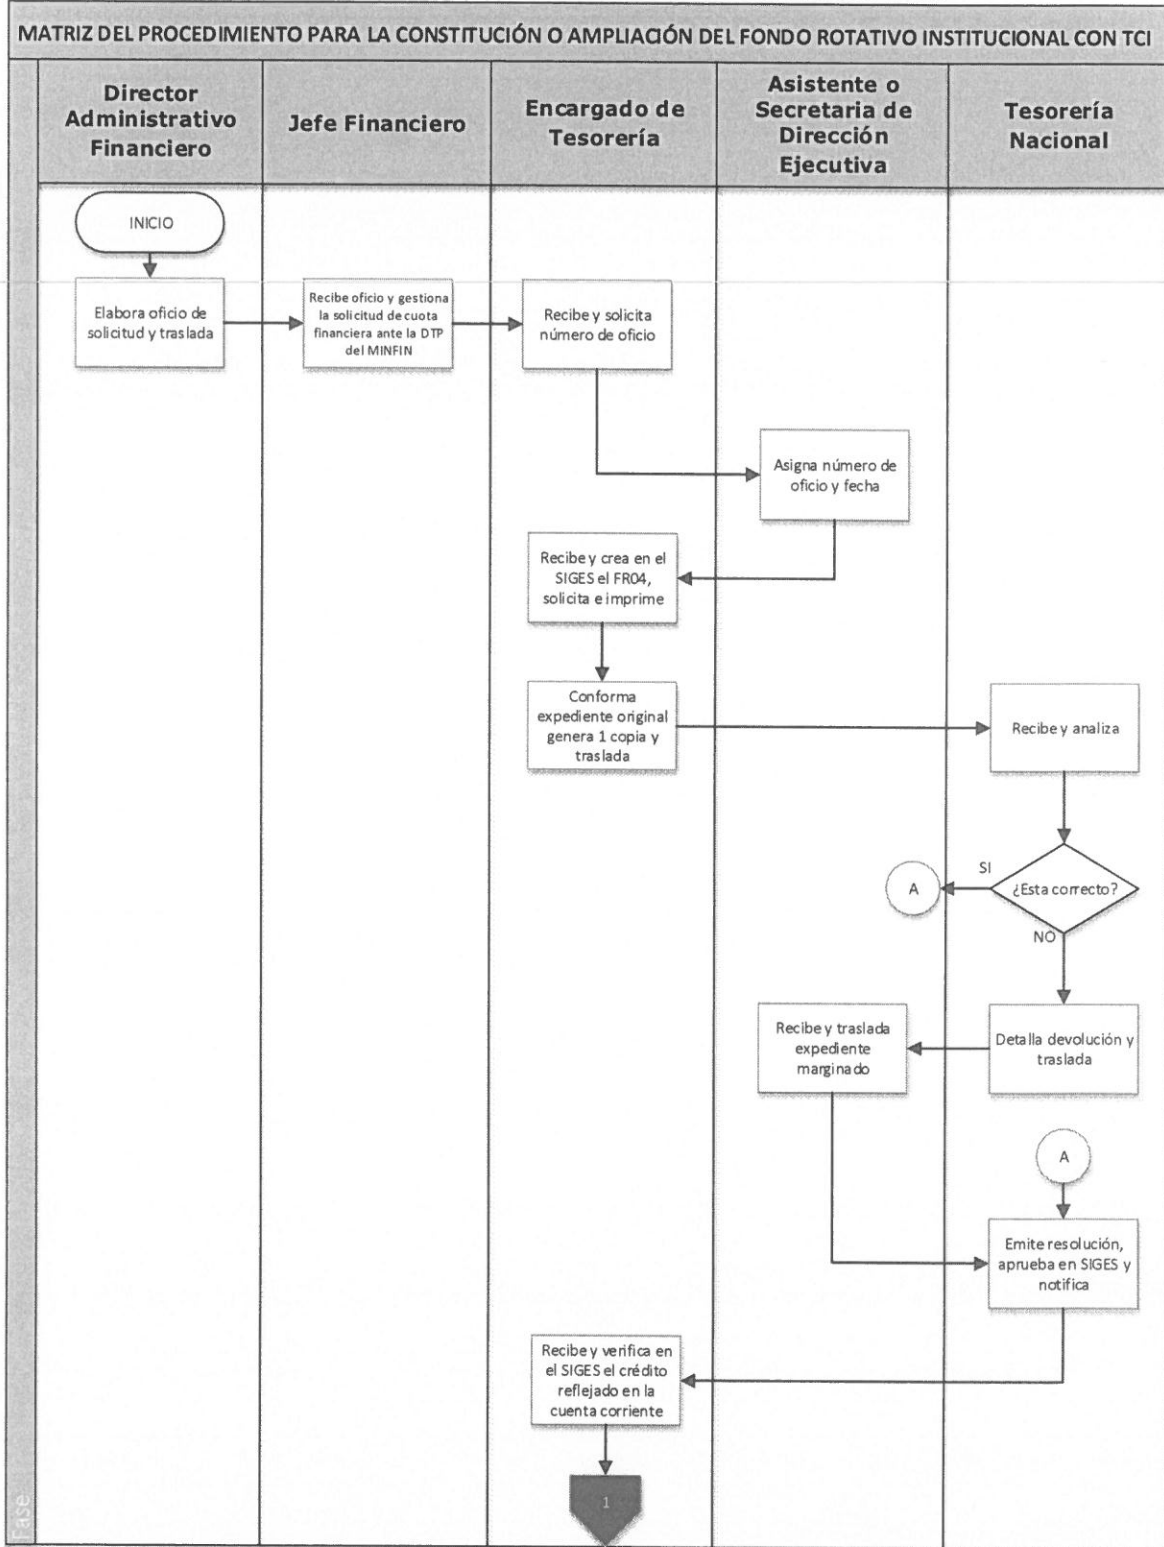 MATRIZ DEL PROCEDIMIENTO PARA LA CONSTITUCIÓN O AMPLIACIÓN DEL FONDO ROTATIVO INSTITUCIONAL CON TCI
Director
Administrativo
Financiero
Jefe Financiero
Encargado de
Tesorería
Asistente o
Secretaria de
Dirección
Ejecutiva
Tesorería
Nacional
INICIO
Elabora oficio de
solicitud y traslada
Recibe oficio y gestiona
la solicitud de cuota
financiera ante la DTP
del MINFIN
Recibe y solicita
número de oficio
Asigna número de
oficio y fecha
Recibe y crea en el
SIGES el FR04,
solicita e imprime
Conforma
expediente original
genera 1 copia y
traslada
Recibe y analiza
¿Esta correcto?
SI
A
NO
Detalla devolución y
traslada
Recibe y traslada
expediente
marginado
A
Emite resolución,
aprueba en SIGES y
notifica
Recibe y verifica en
el SIGES el crédito
reflejado en la
cuenta corriente
1
Fase